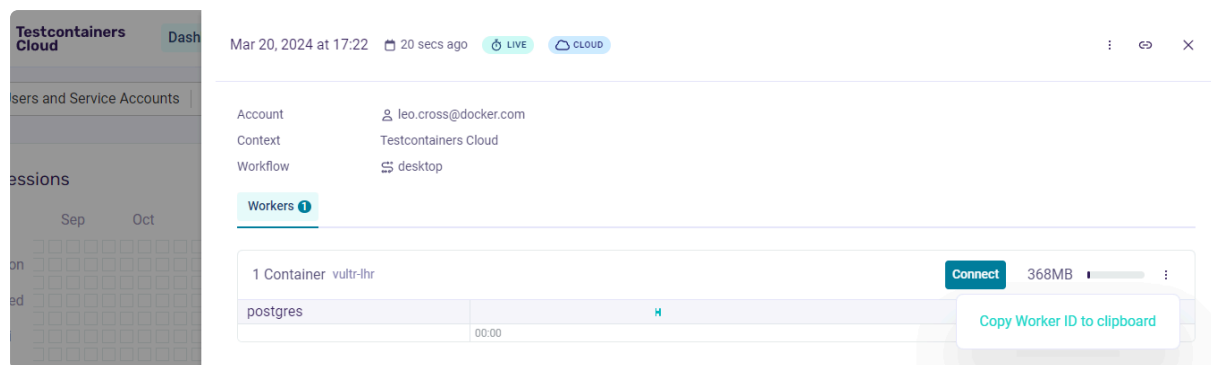 Testcontainers
Cloud
Dash
Mar 20, 2024 at 17:22 20 secs ago LIVE CLOUD
sers and Service Accounts
Account leo.cross@docker.com
Context Testcontainers Cloud
Workflow desktop
essions
Workers 1
Sep Oct
on
1 Container vultr-lhr Connect 368MB
ed
postgres
Copy Worker ID to clipboard
00:00